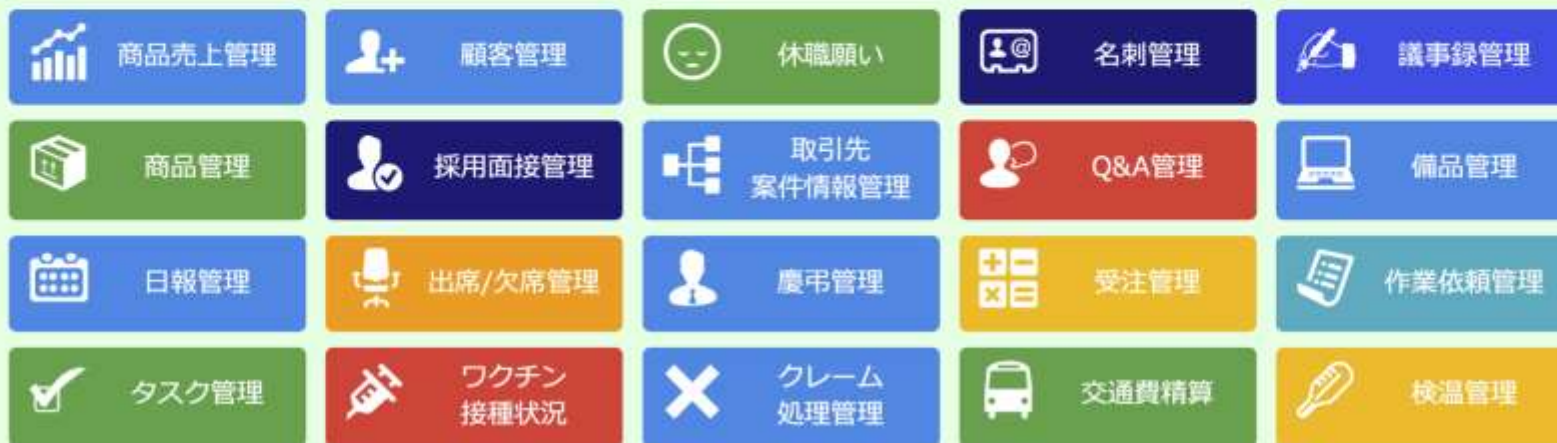 商品売上管理
顧客管理
休職願い
名刺管理
議事録管理
商品管理
採用面接管理
取引先
案件情報管理
Q&A管理
備品管理
日報管理
出席/欠席管理
慶弔管理
受注管理
作業依頼管理
タスク管理
ワクチン
接種状況
クレーム
処理管理
交通費精算
検温管理